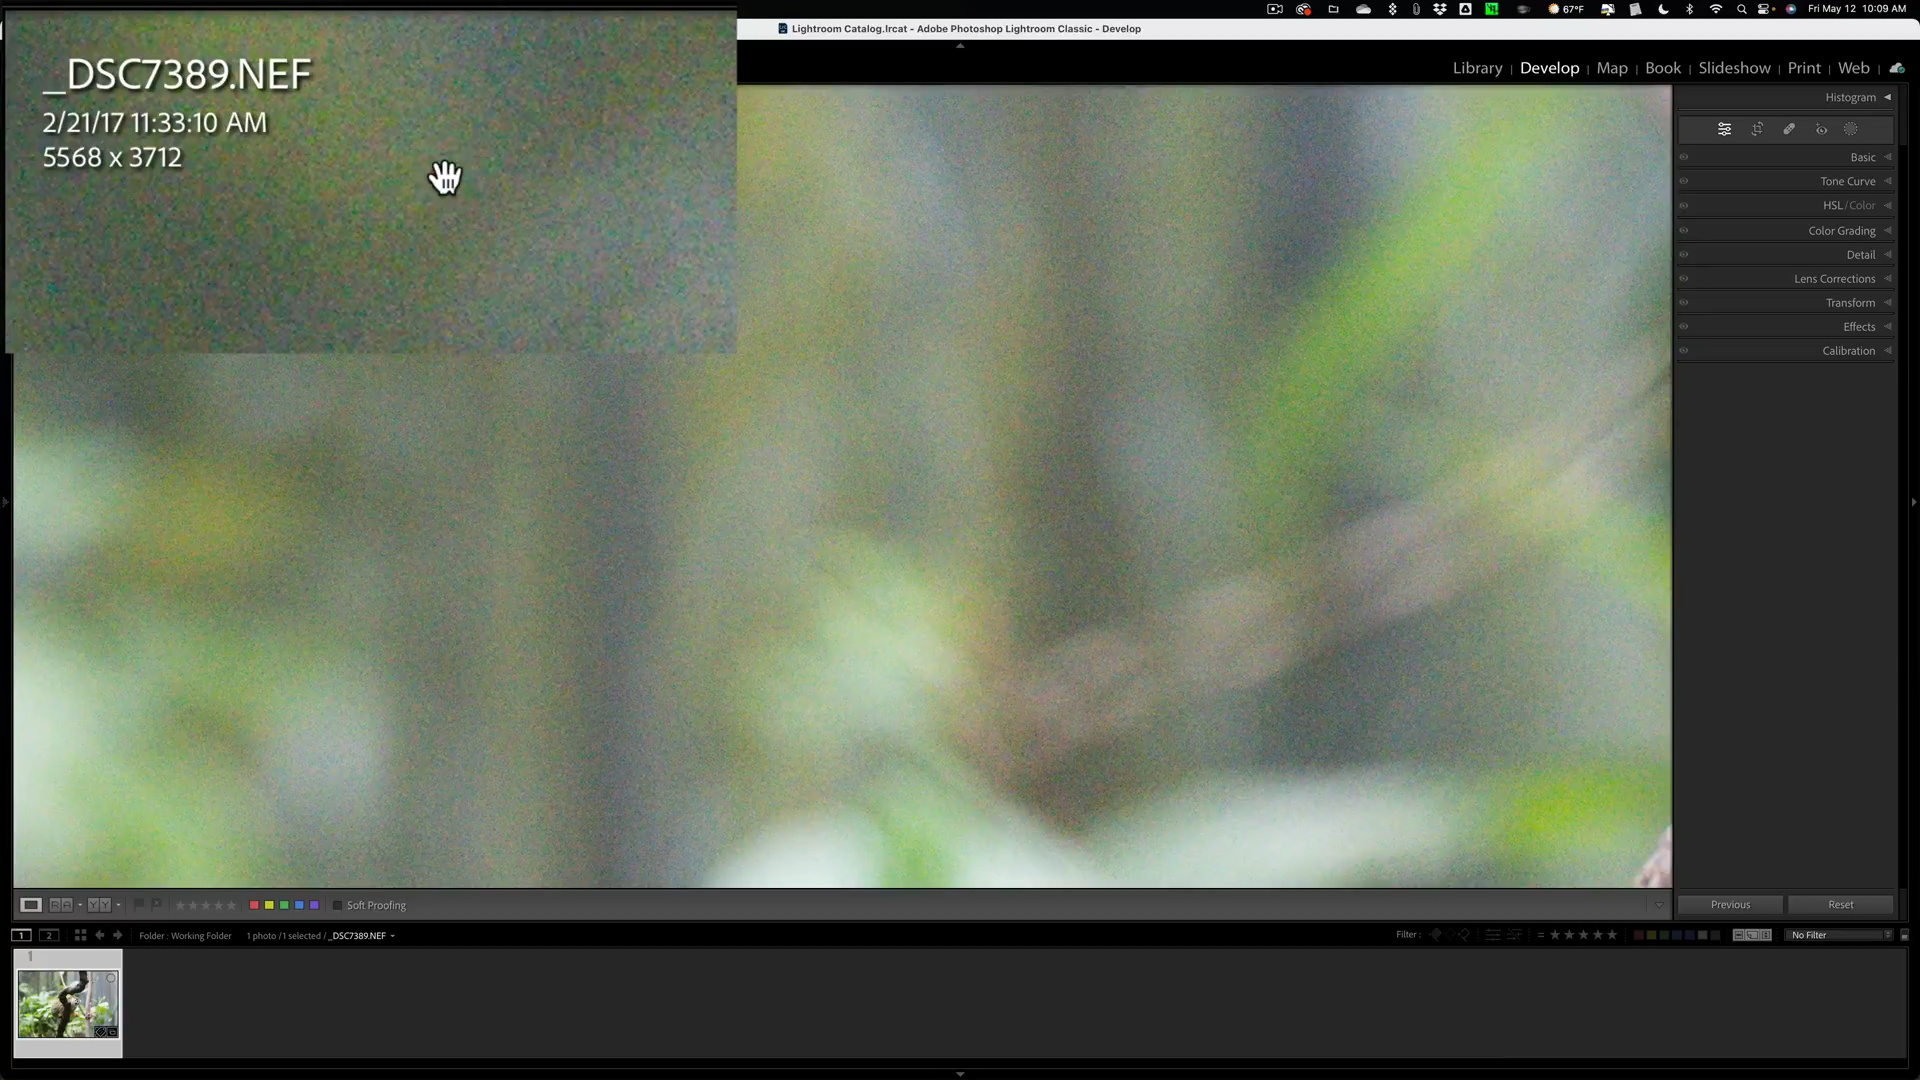 67°F
Fri May 12 10:09 AM
Lightroom Catalog.lrcat - Adobe Photoshop Lightroom Classic - Develop
_DSC7389.NEF
2/21/17 11:33:10 AM
5568 x 3712
Library | Develop | Map | Book | Slideshow | Print | Web
Histogram
Basic
Tone Curve
HSL / Color
Color Grading
Detail
Lens Corrections
Transform
Effects
Calibration
Soft Proofing
Previous
Reset
1 2 Folder : Working Folder 1 photo / 1 selected / _DSC7389.NEF
Filter : No Filter
1